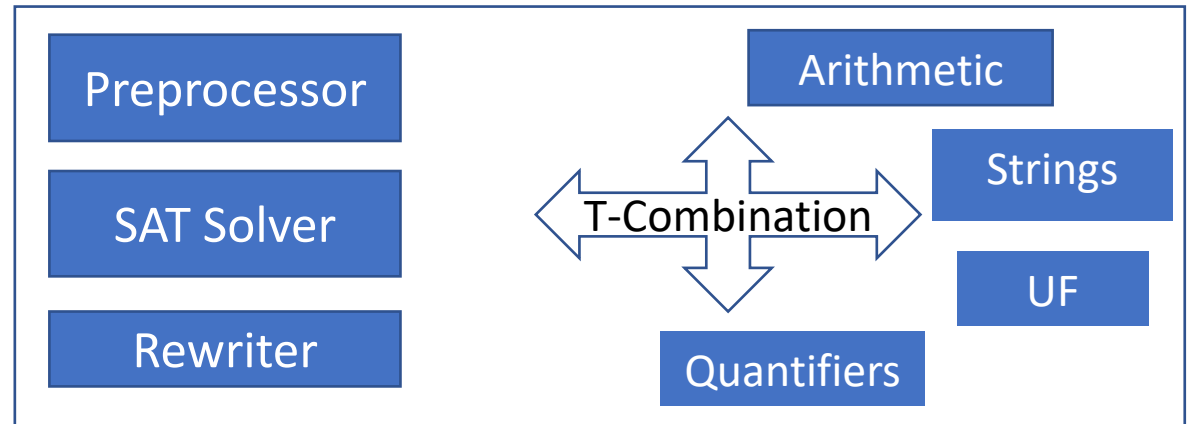 Preprocessor
SAT Solver
Rewriter
Arithmetic
Strings
T-Combination
UF
Quantifiers